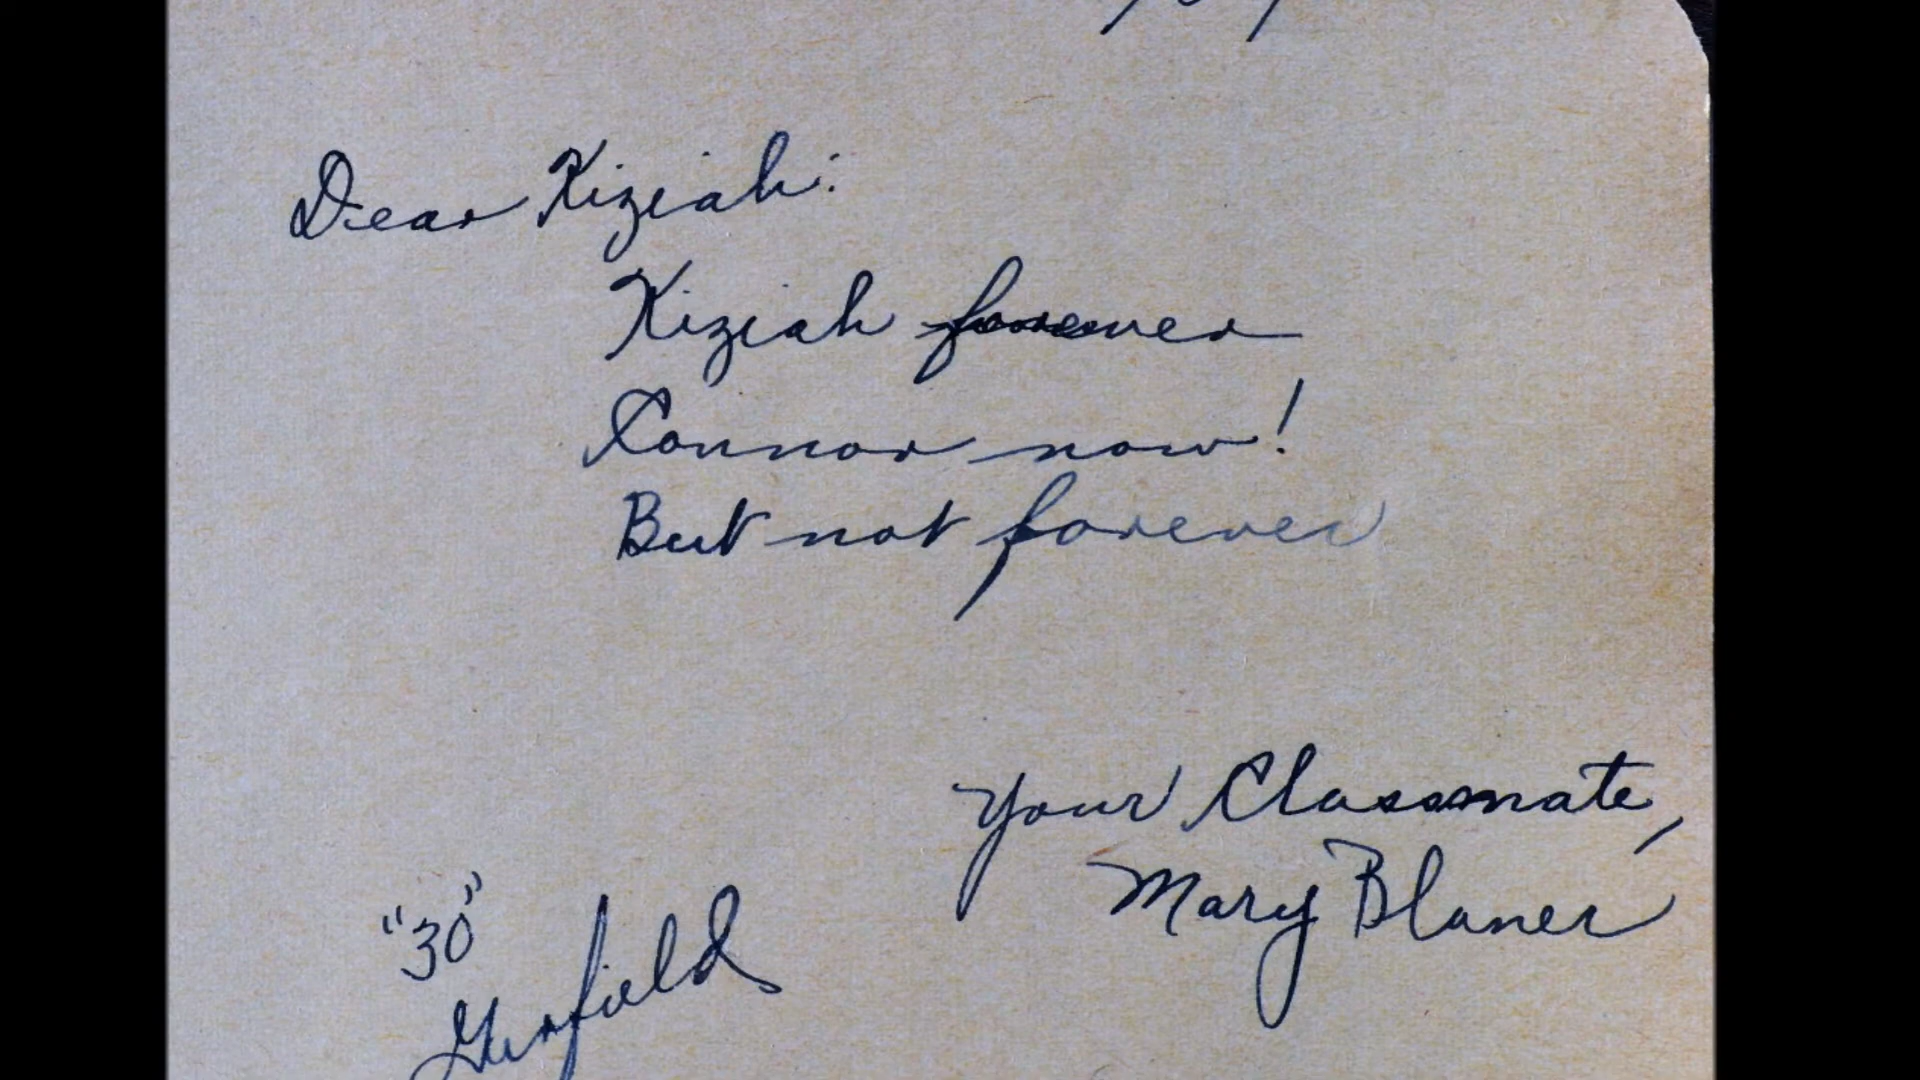 Dear Kiziah:
Kiziah forever
Connor now!
But not forever
Your Classmate,
Mary Blaner
"30"
Garfield